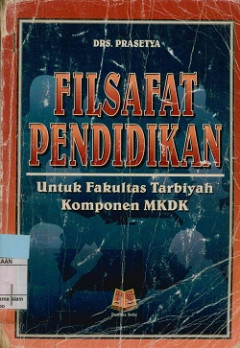 DRS. PRASETYA
FILSAFAT
PENDIDIKAN
Untuk Fakultas Tarbiyah
Komponen MKDK